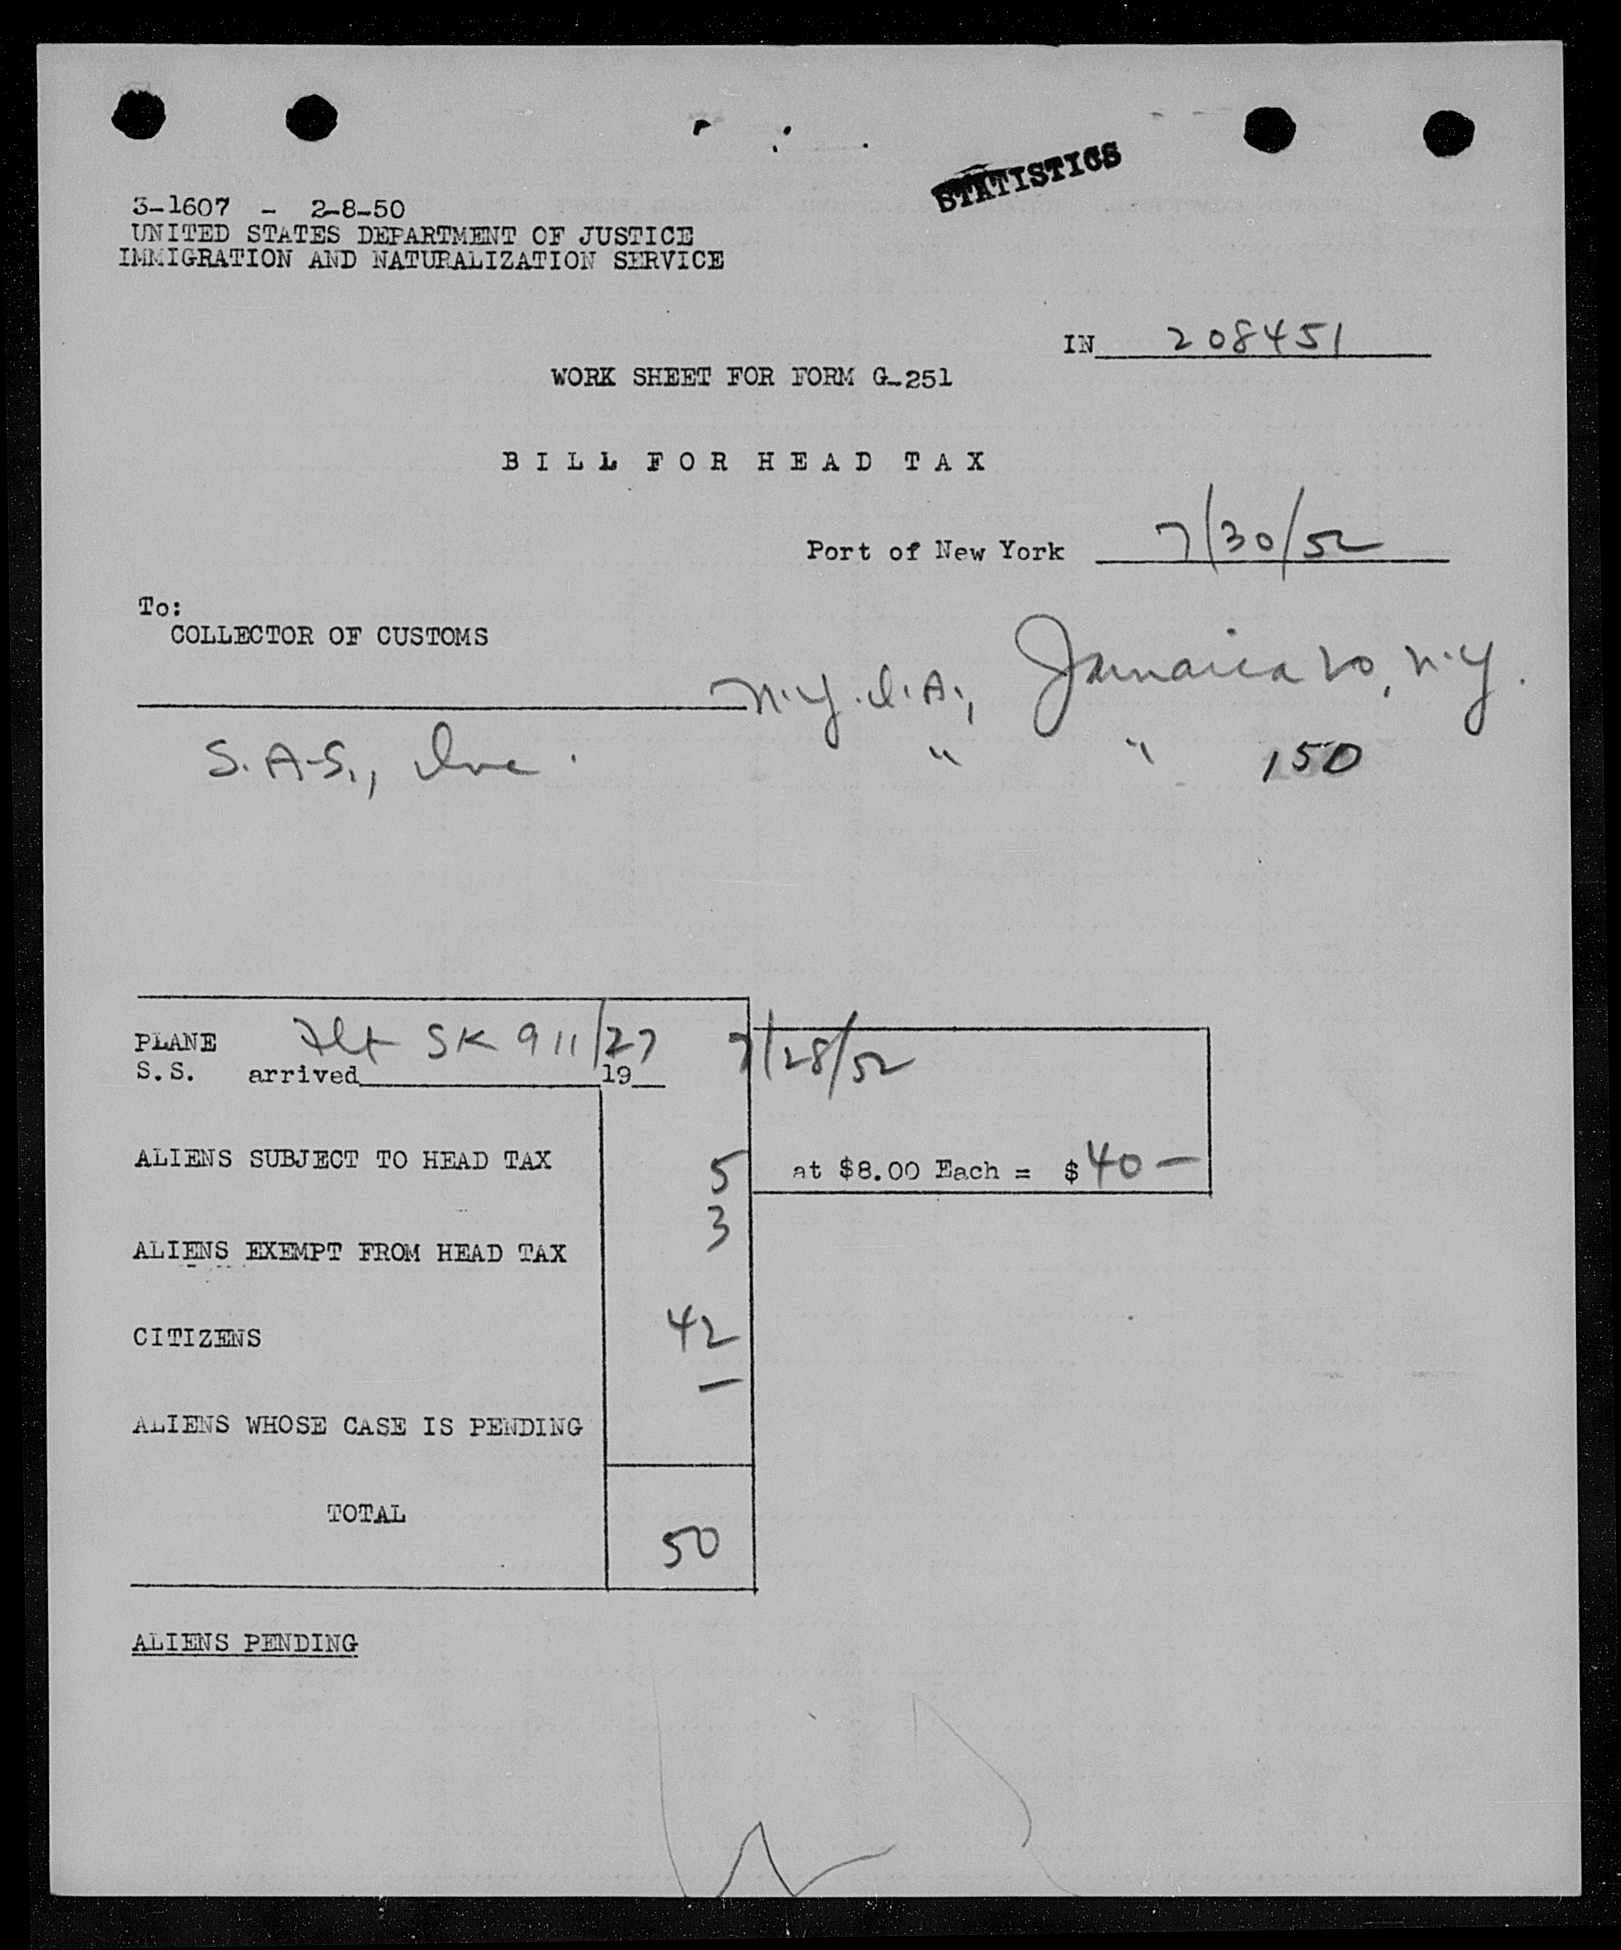 STATISTICS
3-1607 - 2-8-50
UNITED STATES DEPARTMENT OF JUSTICE
IMMIGRATION AND NATURALIZATION SERVICE
IN 208451
WORK SHEET FOR FORM G-251
BILL FOR HEAD TAX
Port of New York 7/30/52
To:
COLLECTOR OF CUSTOMS
N.Y.I.A., Jamaica 20, N.Y.
S.A.S., Inc. " " 150
PLANE Flt SK 911/27 7/28/52
S.S. arrived 19
ALIENS SUBJECT TO HEAD TAX 5 at $8.00 Each = $40 —
ALIENS EXEMPT FROM HEAD TAX 3
CITIZENS 42
ALIENS WHOSE CASE IS PENDING —
TOTAL 50
ALIENS PENDING